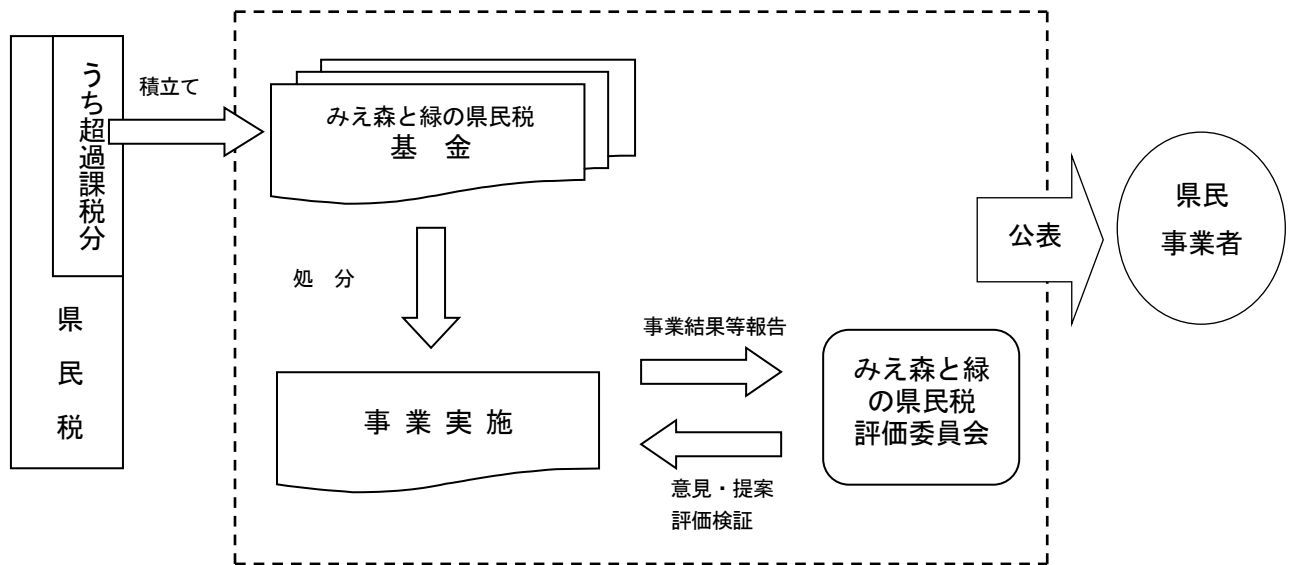 うち超過課税分
県民税
積立て
みえ森と緑の県民税
基　金
処　分
事 業 実 施
事業結果等報告
意見・提案
評価検証
みえ森と緑
の県民税
評価委員会
公表
県民
事業者